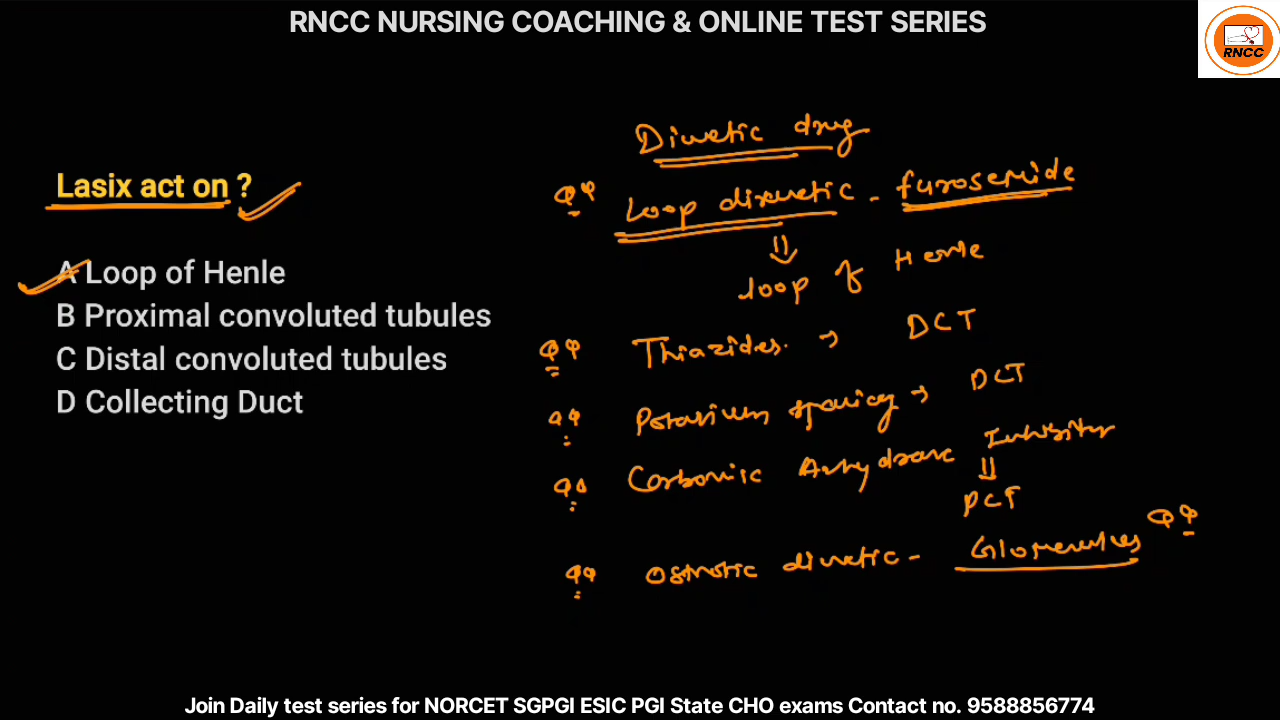 RNCC NURSING COACHING & ONLINE TEST SERIES
RNCC
Lasix act on ?
A Loop of Henle
B Proximal convoluted tubules
C Distal convoluted tubules
D Collecting Duct
Diuretic drug
Loop diuretic - furosemide
loop of Henle
Thiazides. → DCT
Potassium sparing → DCT
Carbonic Anhydrase Inhibitor
PCT
Osmotic diuretic - Glomerulus
Join Daily test series for NORCET SGPGI ESIC PGI State CHO exams Contact no. 9588856774